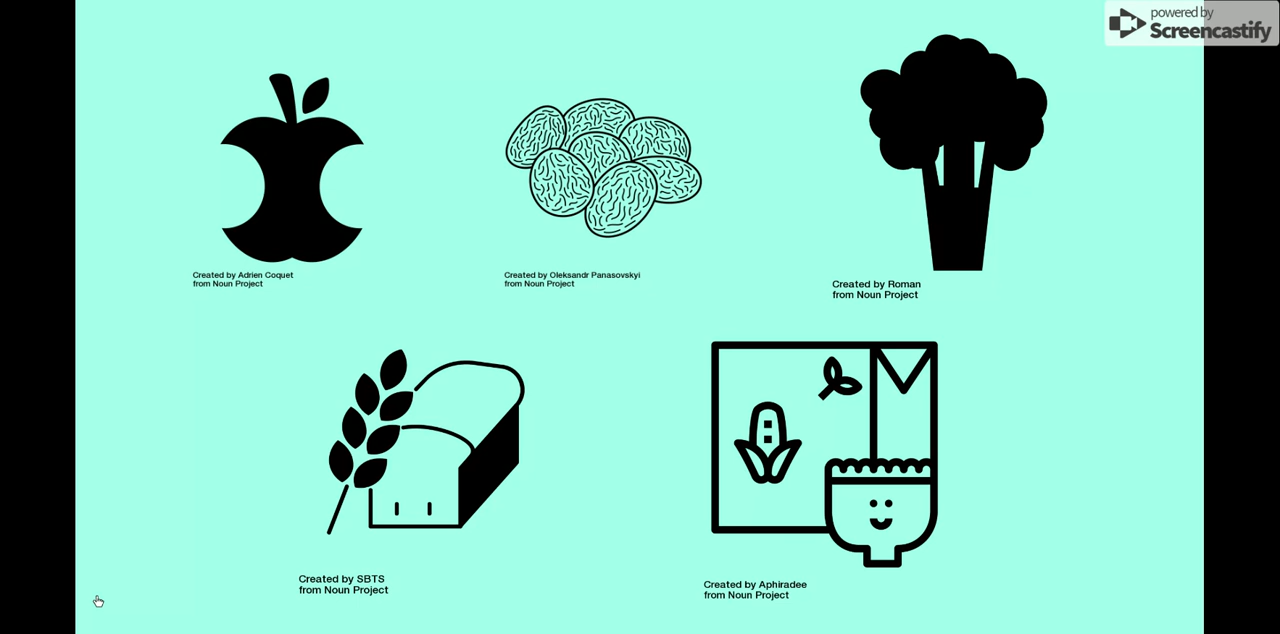 powered by
Screencastify
Created by Adrien Coquet
from Noun Project
Created by Oleksandr Panasovskyi
from Noun Project
Created by Roman
from Noun Project
Created by SBTS
from Noun Project
Created by Aphiradee
from Noun Project